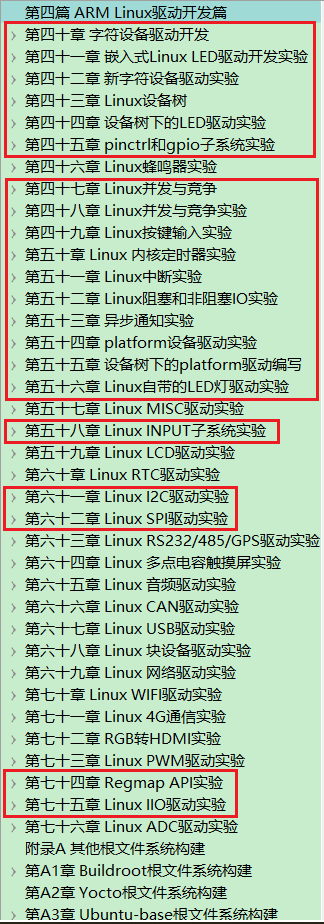 第四篇 ARM Linux驱动开发篇
第四十章 字符设备驱动开发
第四十一章 嵌入式Linux LED驱动开发实验
第四十二章 新字符设备驱动实验
第四十三章 Linux设备树
第四十四章 设备树下的LED驱动实验
第四十五章 pinctrl和gpio子系统实验
第四十六章 Linux蜂鸣器实验
第四十七章 Linux并发与竞争
第四十八章 Linux并发与竞争实验
第四十九章 Linux按键输入实验
第五十章 Linux 内核定时器实验
第五十一章 Linux中断实验
第五十二章 Linux阻塞和非阻塞IO实验
第五十三章 异步通知实验
第五十四章 platform设备驱动实验
第五十五章 设备树下的platform驱动编写
第五十六章 Linux自带的LED灯驱动实验
第五十七章 Linux MISC驱动实验
第五十八章 Linux INPUT子系统实验
第五十九章 Linux LCD驱动实验
第六十章 Linux RTC驱动实验
第六十一章 Linux I2C驱动实验
第六十二章 Linux SPI驱动实验
第六十三章 Linux RS232/485/GPS驱动实验
第六十四章 Linux 多点电容触摸屏实验
第六十五章 Linux 音频驱动实验
第六十六章 Linux CAN驱动实验
第六十七章 Linux USB驱动实验
第六十八章 Linux 块设备驱动实验
第六十九章 Linux 网络驱动实验
第七十章 Linux WIFI驱动实验
第七十一章 Linux 4G通信实验
第七十二章 RGB转HDMI实验
第七十三章 Linux PWM驱动实验
第七十四章 Regmap API实验
第七十五章 Linux IIO驱动实验
第七十六章 Linux ADC驱动实验
附录A 其他根文件系统构建
第A1章 Buildroot根文件系统构建
第A2章 Yocto根文件系统构建
第A3章 Ubuntu-base根文件系统构建